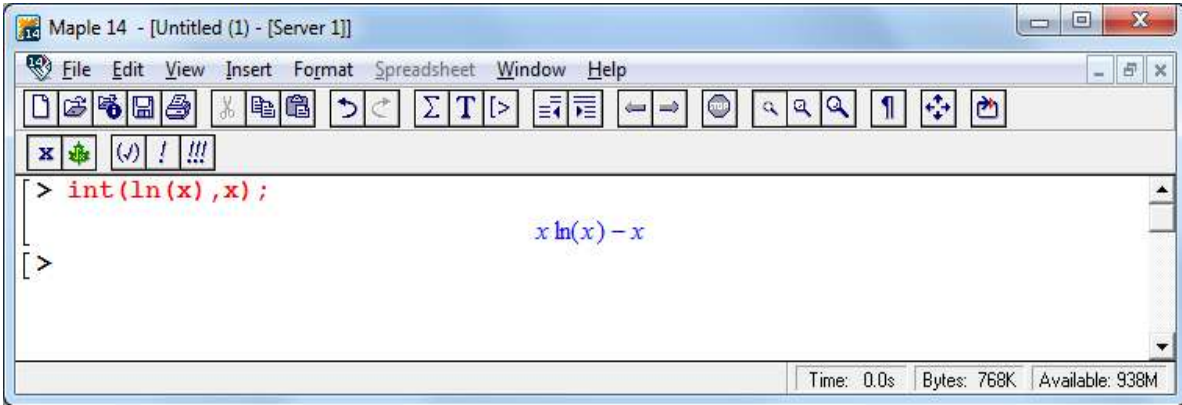 Maple 14 - [Untitled (1) - [Server 1]]
File Edit View Insert Format Spreadsheet Window Help
Σ T [>
x (√) ! !!!
[> int(ln(x),x);
x ln(x) − x
[>
Time: 0.0s Bytes: 768K Available: 938M